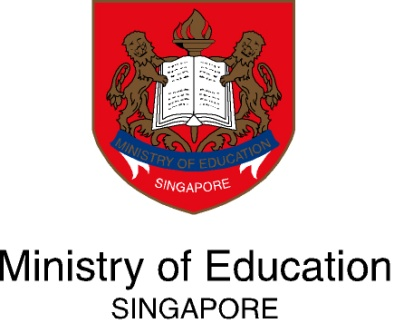 MINISTRY OF EDUCATION
SINGAPORE
Ministry of Education
SINGAPORE